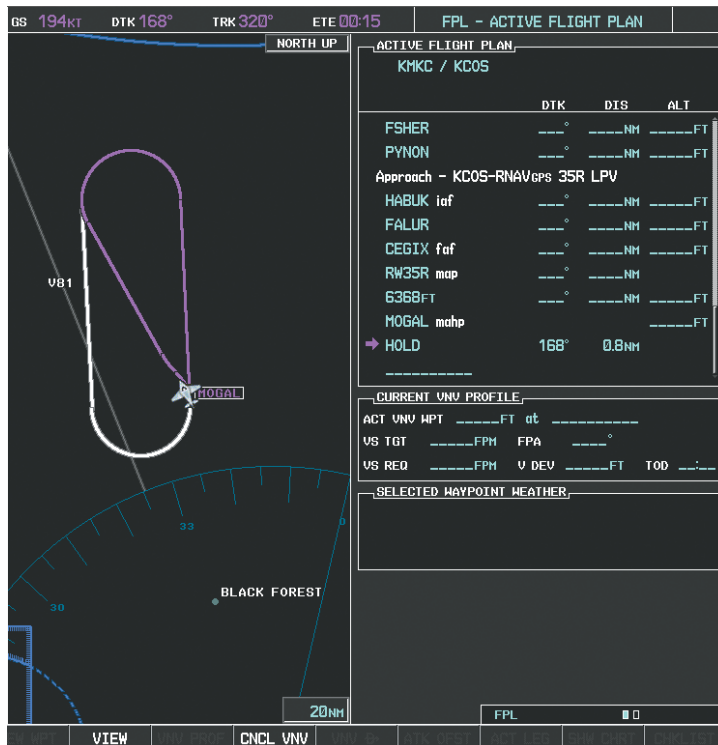 GS 194KT DTK 168° TRK 320° ETE 00:15 FPL – ACTIVE FLIGHT PLAN
NORTH UP
V81
MOGAL
33
0
30
BLACK FOREST
20NM
ACTIVE FLIGHT PLAN
KMKC / KCOS
DTK DIS ALT
FSHER ___° ____NM _____FT
PYNON ___° ____NM _____FT
Approach – KCOS-RNAVGPS 35R LPV
HABUK iaf ___° ____NM _____FT
FALUR ___° ____NM _____FT
CEGIX faf ___° ____NM _____FT
RW35R map ___° ____NM
6368FT ___° ____NM _____FT
MOGAL mahp _____FT
HOLD 168° 0.8NM
__________
CURRENT VNV PROFILE
ACT VNV WPT _____FT at __________
VS TGT _____FPM FPA ____°
VS REQ _____FPM V DEV _____FT TOD __:__
SELECTED WAYPOINT WEATHER
FPL
EW WPT VIEW VNV PROF CNCL VNV VNV ATK OFST ACT LEG SHW CHRT CHKLIST